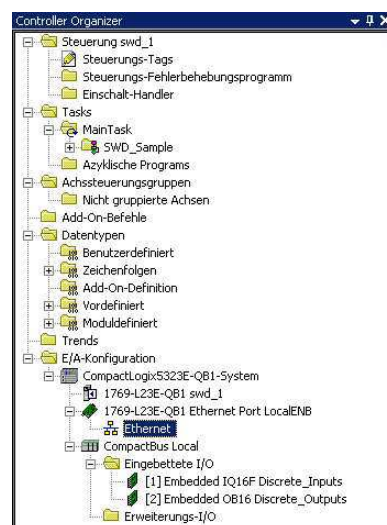 Controller Organizer
Steuerung swd_1
Steuerungs-Tags
Steuerungs-Fehlerbehebungsprogramm
Einschalt-Handler
Tasks
MainTask
SWD_Sample
Azyklische Programs
Achssteuerungsgruppen
Nicht gruppierte Achsen
Add-On-Befehle
Datentypen
Benutzerdefiniert
Zeichenfolgen
Add-On-Definition
Vordefiniert
Moduldefiniert
Trends
E/A-Konfiguration
CompactLogix5323E-QB1-System
1769-L23E-QB1 swd_1
1769-L23E-QB1 Ethernet Port LocalENB
Ethernet
CompactBus Local
Eingebettete I/O
[1] Embedded IQ16F Discrete_Inputs
[2] Embedded OB16 Discrete_Outputs
Erweiterungs-I/O